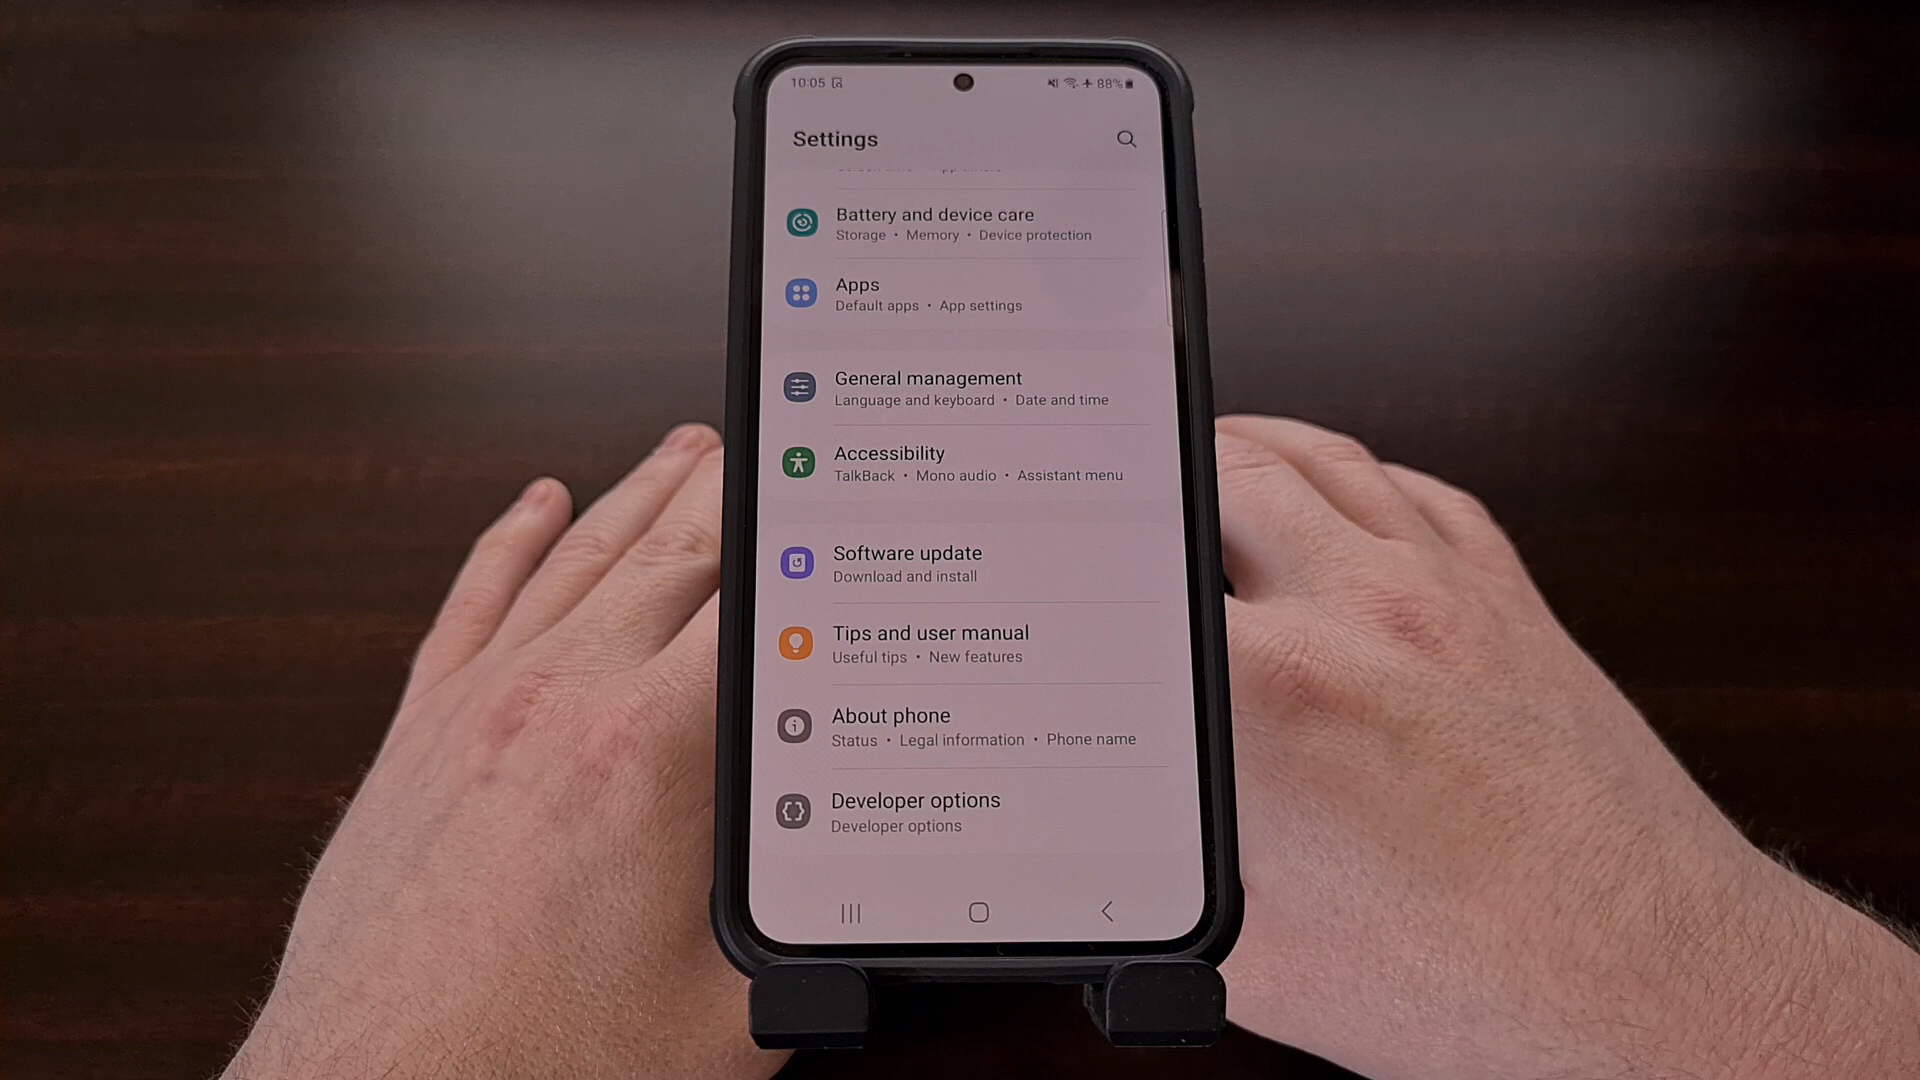 10:05 88%
Settings
Battery and device care
Storage • Memory • Device protection
Apps
Default apps • App settings
General management
Language and keyboard • Date and time
Accessibility
TalkBack • Mono audio • Assistant menu
Software update
Download and install
Tips and user manual
Useful tips • New features
About phone
Status • Legal information • Phone name
Developer options
Developer options